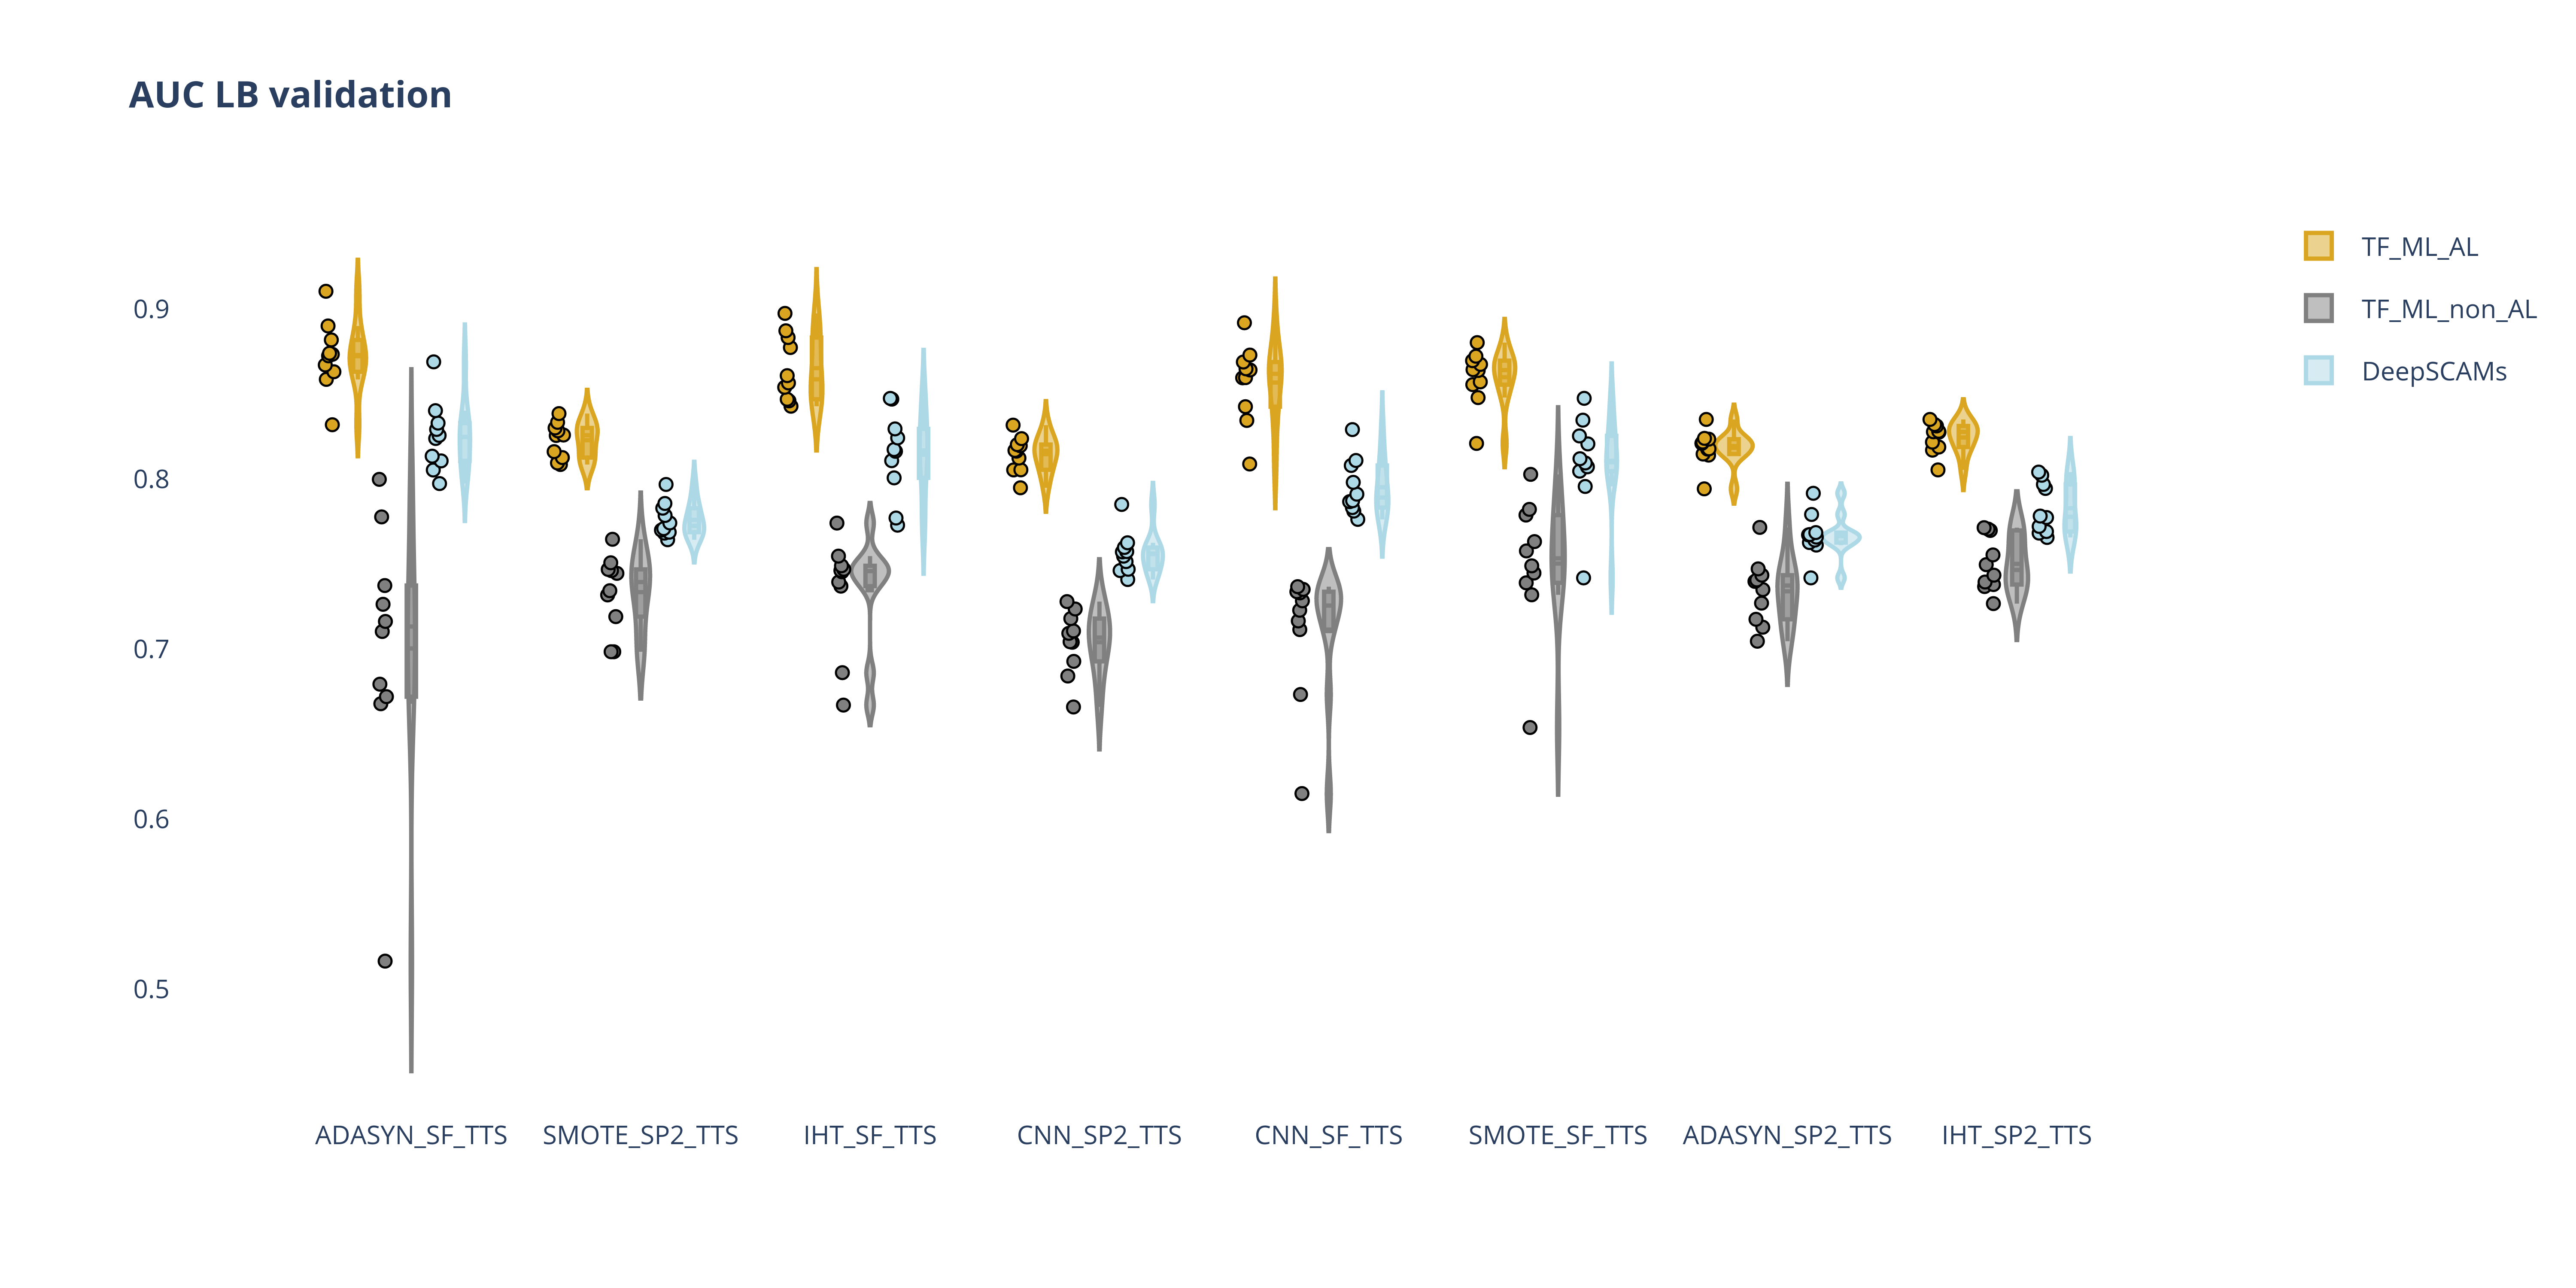 AUC LB validation
TF_ML_AL
TF_ML_non_AL
DeepSCAMs
0.9
0.8
0.7
0.6
0.5
ADASYN_SF_TTS
SMOTE_SP2_TTS
IHT_SF_TTS
CNN_SP2_TTS
CNN_SF_TTS
SMOTE_SF_TTS
ADASYN_SP2_TTS
IHT_SP2_TTS